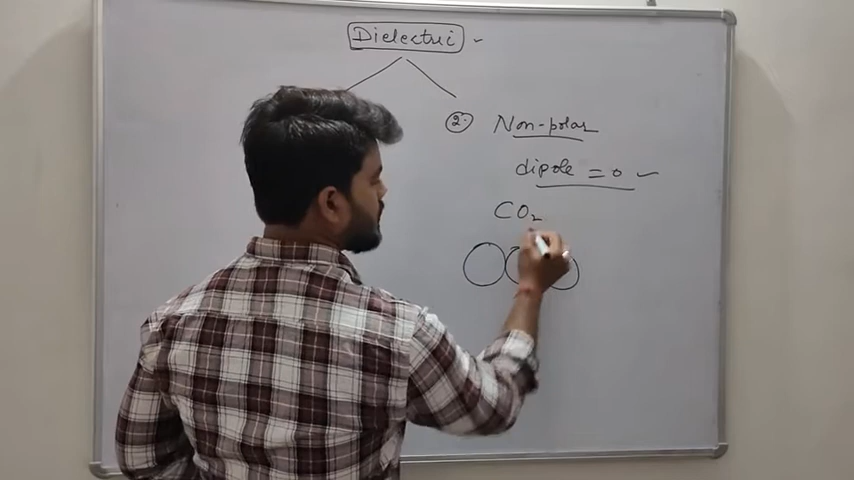 Dielectric
2. Non-polar
dipole = 0
CO₂